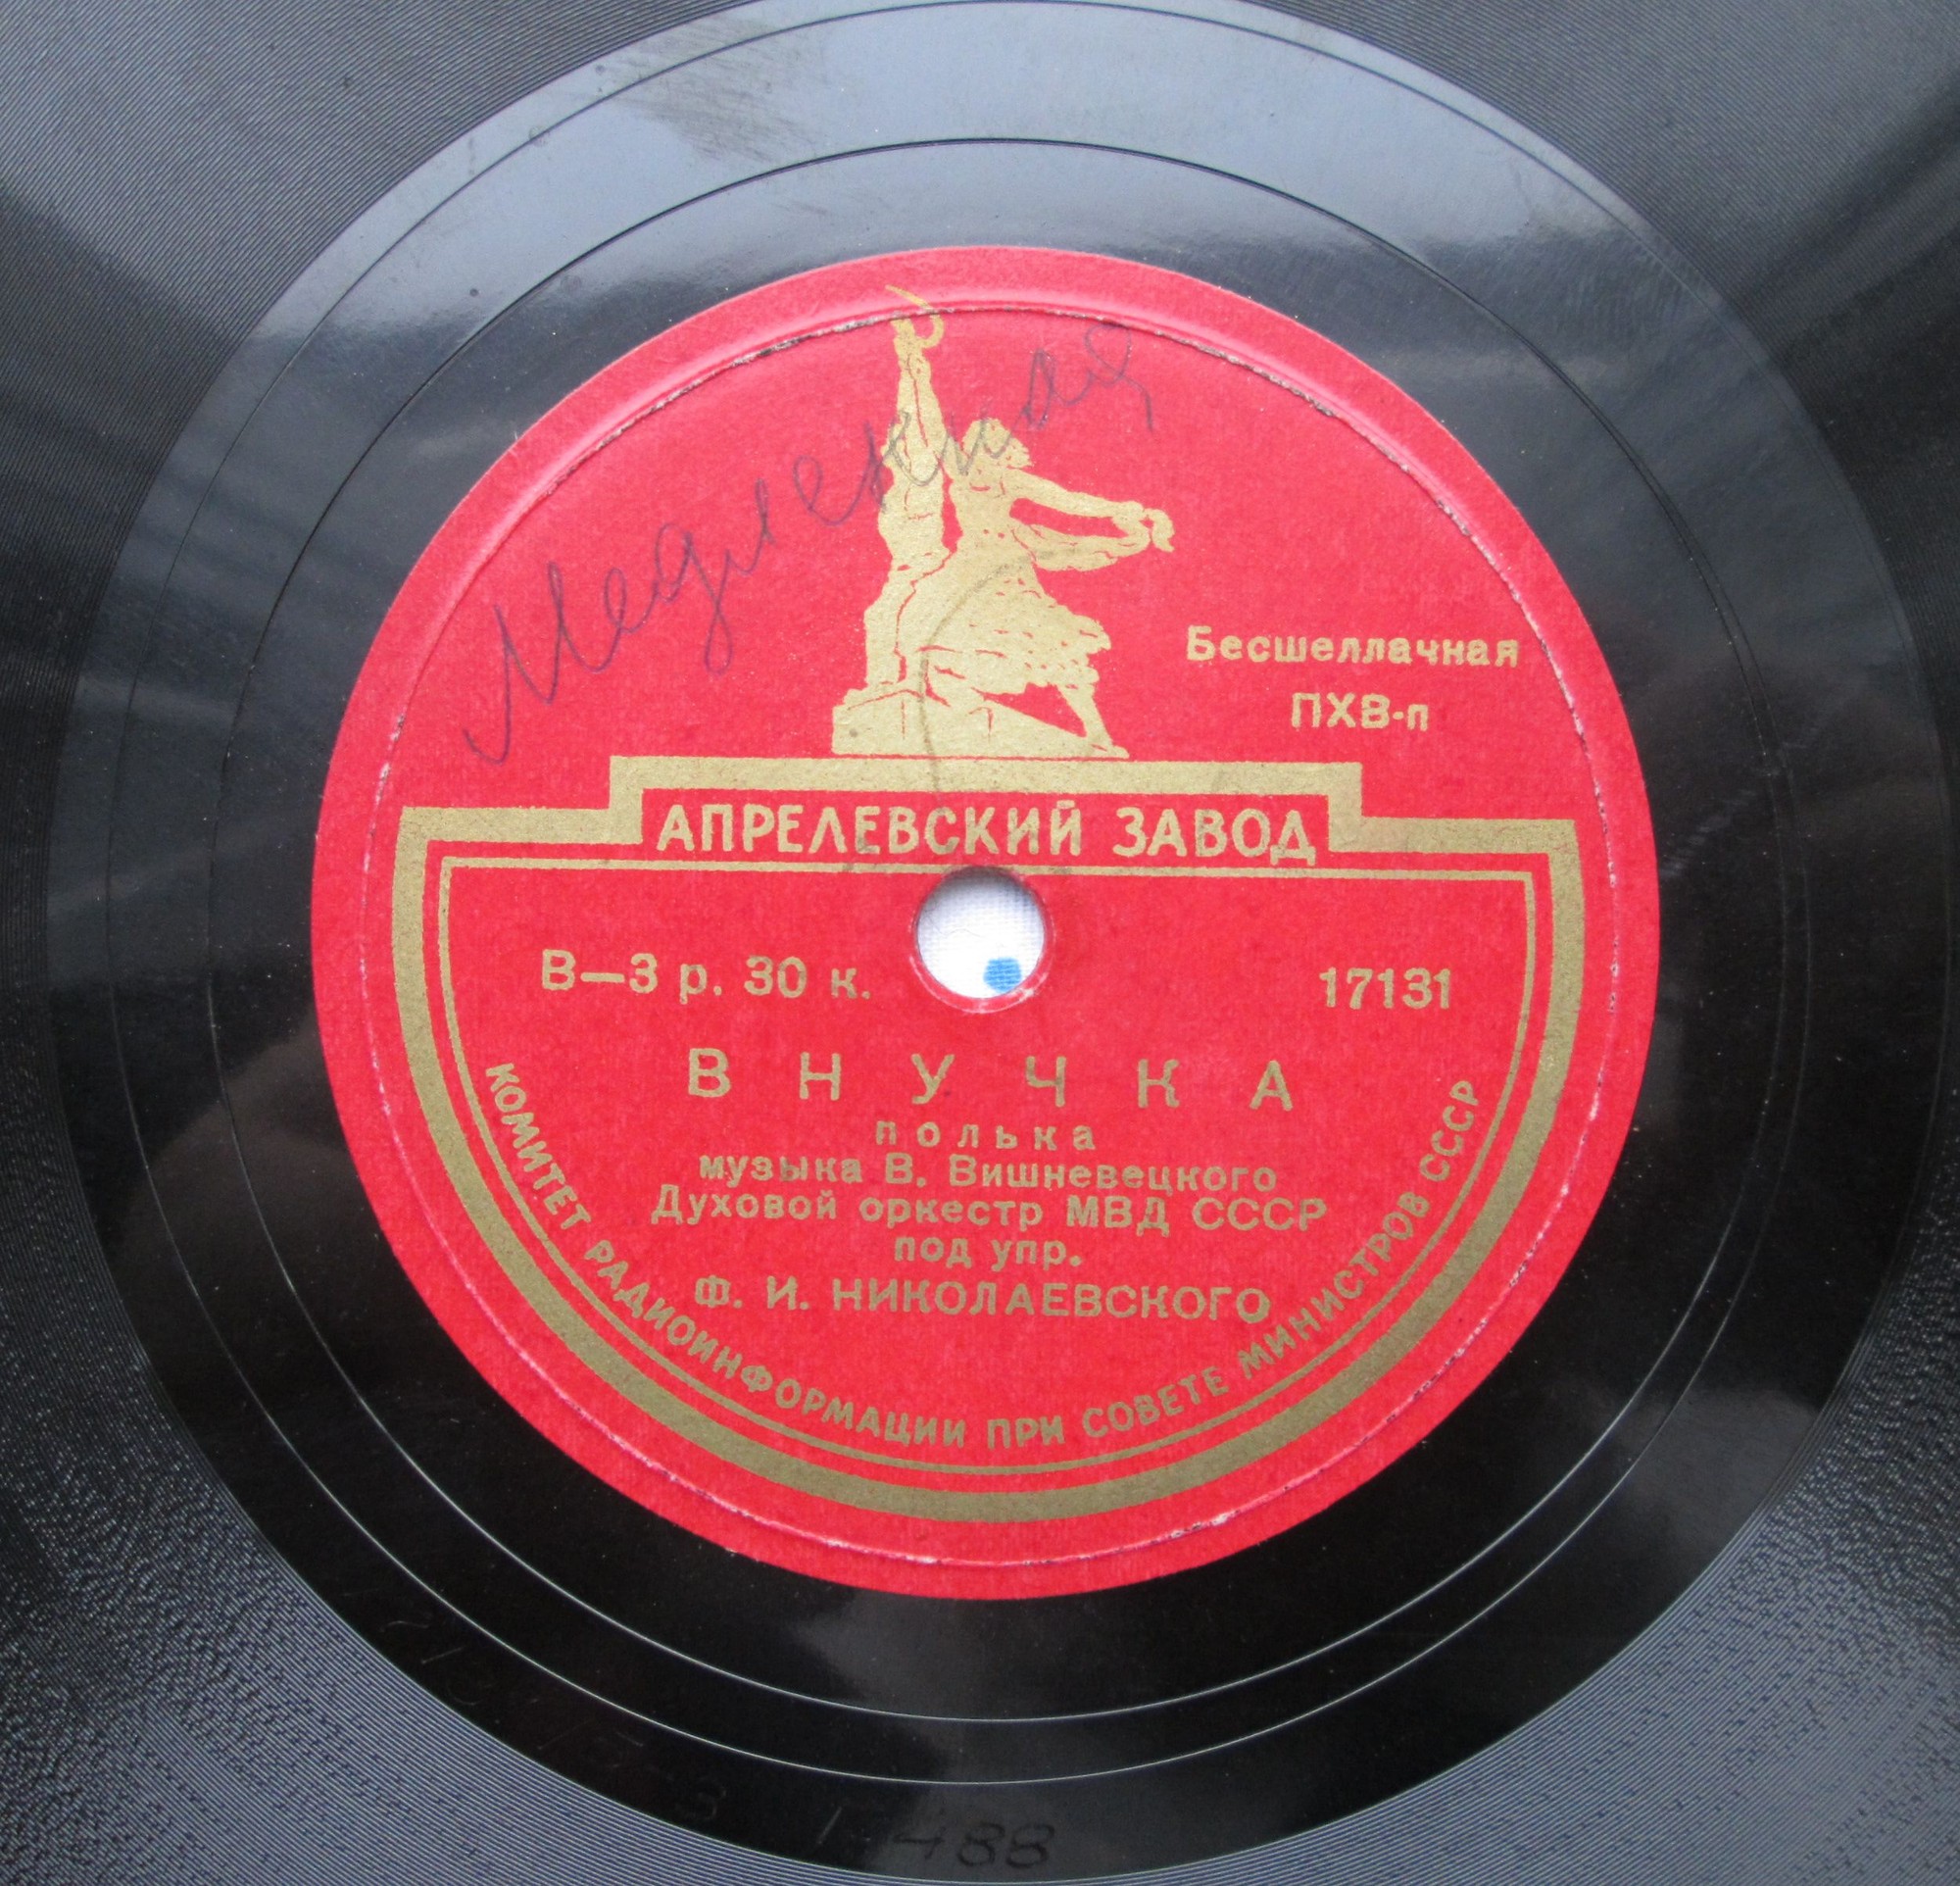 Медленная
Бесшеллачная
ПХВ-п
АПРЕЛЕВСКИЙ ЗАВОД
В—3 р. 30 к.
17131
ВНУЧКА
полька
музыка В. Вишневецкого
Духовой оркестр МВД СССР
под упр.
Ф. И. НИКОЛАЕВСКОГО
КОМИТЕТ РАДИОИНФОРМАЦИИ ПРИ СОВЕТЕ МИНИСТРОВ СССР
488